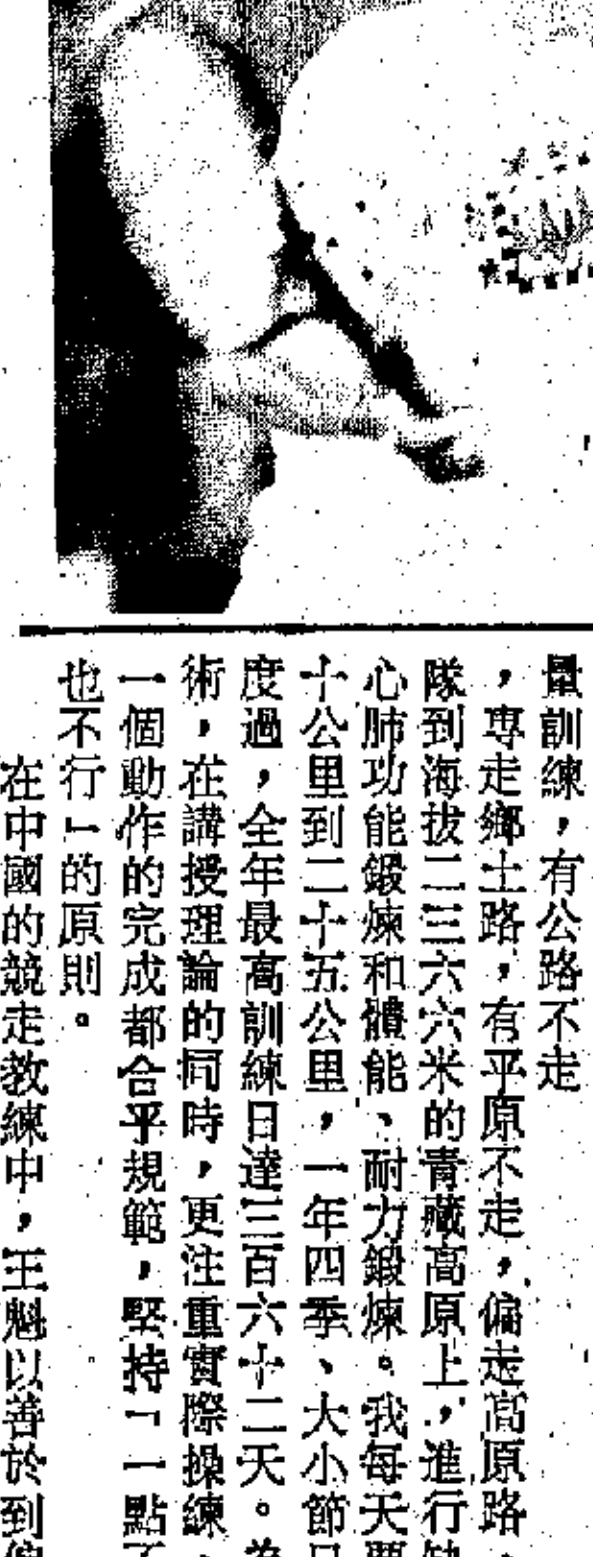 量訓練，有公路不走
，專走鄉土路，有平原不走，偏走高原路，
隊到海拔二三六六米的青藏高原上，進行缺
心肺功能鍛煉和體能、耐力鍛煉。我每天要
十公里到二十五公里，一年四季、大小節日
度過，全年最高訓練日達三百六十二天。為
術，在講授理論的同時，更注重實際操練，
一個動作的完成都合乎規範，堅持「一點不
也不行」的原則。
在中國的競走教練中，王魁以善於到偏